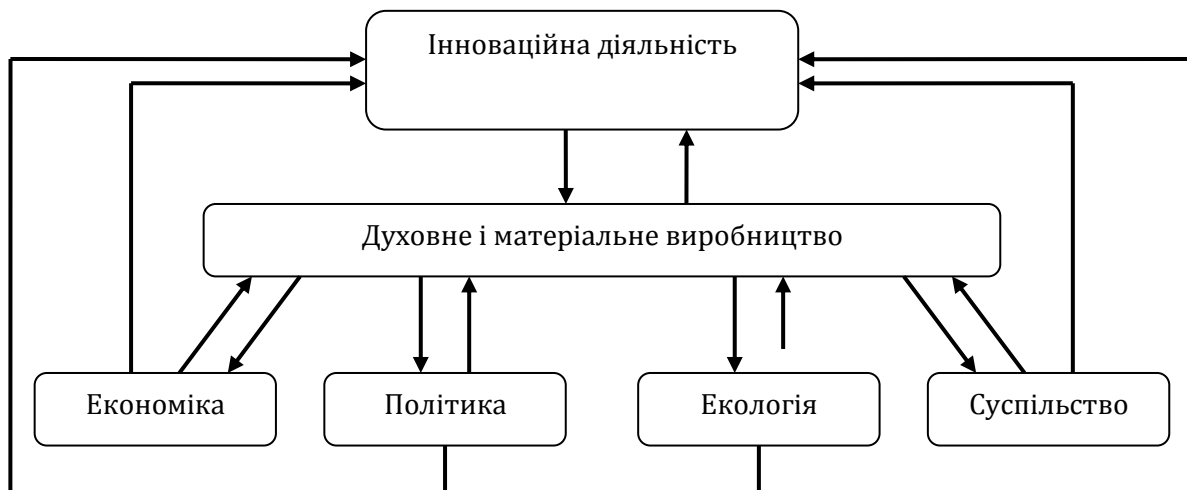 Інноваційна діяльність
Духовне і матеріальне виробництво
Економіка
Політика
Екологія
Суспільство